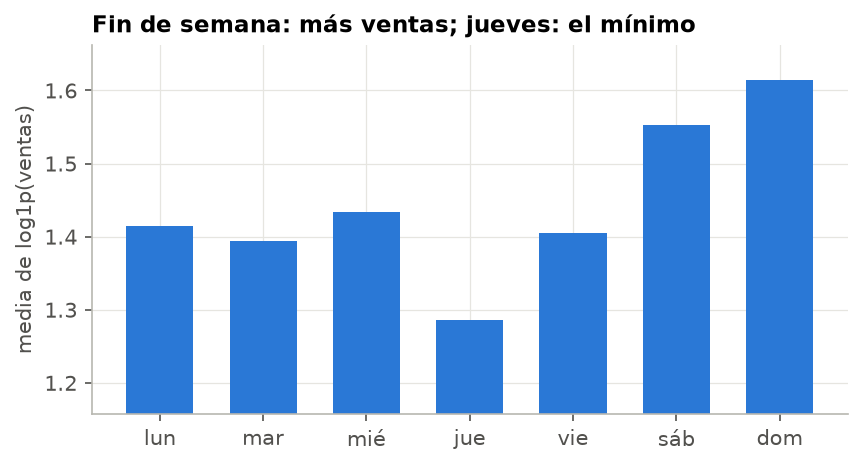 Fin de semana: más ventas; jueves: el mínimo
media de log1p(ventas)
1.6
1.5
1.4
1.3
1.2
lun mar mié jue vie sáb dom